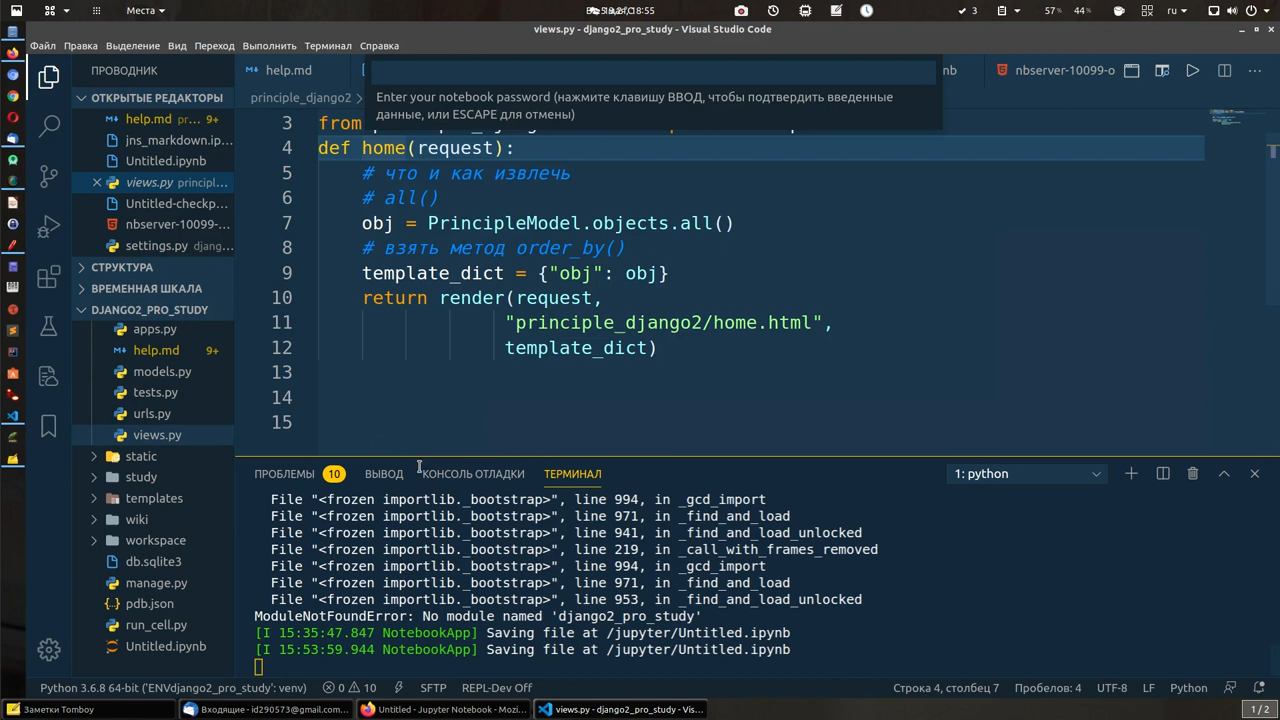 Места
18:55
3
57%
44%
ru
views.py - django2_pro_study - Visual Studio Code
Файл Правка Выделение Вид Переход Выполнить Терминал Справка
ПРОВОДНИК
help.md
nb
nbserver-10099-o
Enter your notebook password (нажмите клавишу ВВОД, чтобы подтвердить введенные
данные, или ESCAPE для отмены)
ОТКРЫТЫЕ РЕДАКТОРЫ
help.md pr... 9+
jns_markdown.ip...
Untitled.ipynb
views.py principl...
Untitled-checkp...
nbserver-10099-...
settings.py djang...
СТРУКТУРА
ВРЕМЕННАЯ ШКАЛА
DJANGO2_PRO_STUDY
apps.py
help.md 9+
models.py
tests.py
urls.py
views.py
static
study
templates
wiki
workspace
db.sqlite3
manage.py
pdb.json
run_cell.py
Untitled.ipynb
principle_django2 >
3 from
4 def home(request):
5 # что и как извлечь
6 # all()
7 obj = PrincipleModel.objects.all()
8 # взять метод order_by()
9 template_dict = {"obj": obj}
10 return render(request,
11 "principle_django2/home.html",
12 template_dict)
13
14
15
ПРОБЛЕМЫ 10 ВЫВОД КОНСОЛЬ ОТЛАДКИ ТЕРМИНАЛ 1: python
File "<frozen importlib._bootstrap>", line 994, in _gcd_import
File "<frozen importlib._bootstrap>", line 971, in _find_and_load
File "<frozen importlib._bootstrap>", line 941, in _find_and_load_unlocked
File "<frozen importlib._bootstrap>", line 219, in _call_with_frames_removed
File "<frozen importlib._bootstrap>", line 994, in _gcd_import
File "<frozen importlib._bootstrap>", line 971, in _find_and_load
File "<frozen importlib._bootstrap>", line 953, in _find_and_load_unlocked
ModuleNotFoundError: No module named 'django2_pro_study'
[I 15:35:47.847 NotebookApp] Saving file at /jupyter/Untitled.ipynb
[I 15:53:59.944 NotebookApp] Saving file at /jupyter/Untitled.ipynb
Python 3.6.8 64-bit ('ENVdjango2_pro_study': venv) 0 10 SFTP REPL-Dev Off Строка 4, столбец 7 Пробелов: 4 UTF-8 LF Python
Заметки Tomboy
Входящие - id290573@gmail.com...
Untitled - Jupyter Notebook - Mozi...
views.py - django2_pro_study - Vis...
1 / 2